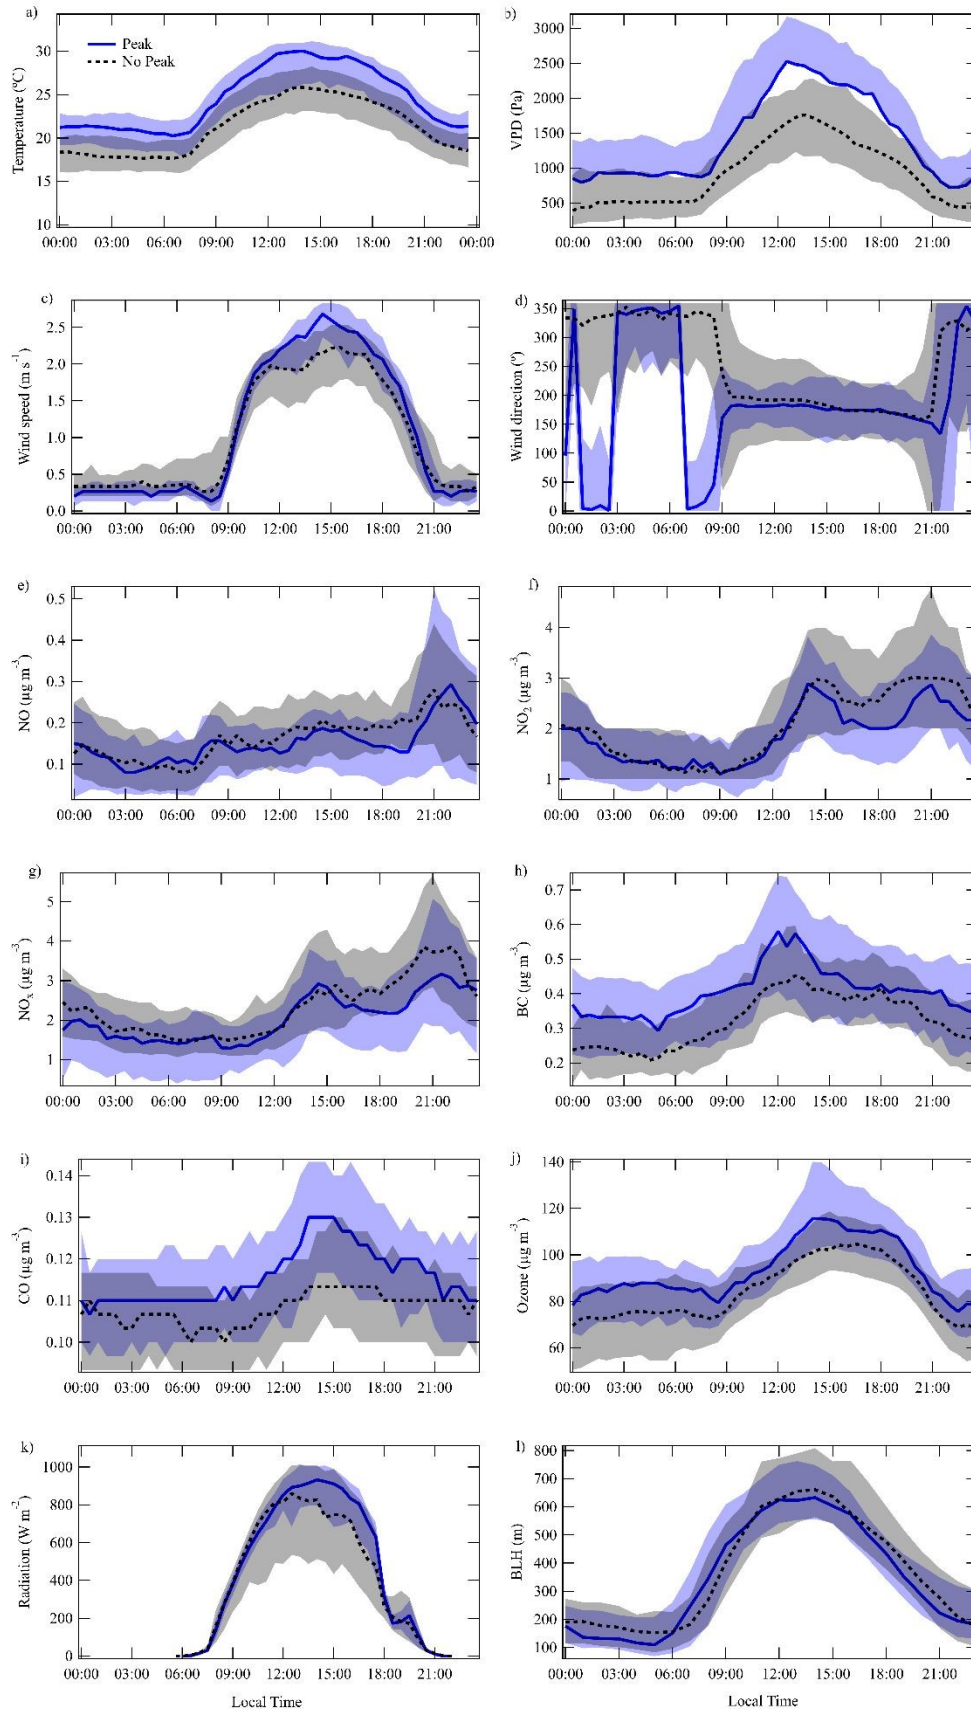 a)
Temperature (°C)
30
25
20
15
10
Peak
No Peak
00:00 03:00 06:00 09:00 12:00 15:00 18:00 21:00 00:00
b)
VPD (Pa)
3000
2500
2000
1500
1000
500
00:00 03:00 06:00 09:00 12:00 15:00 18:00 21:00
c)
Wind speed (m s-1)
2.5
2.0
1.5
1.0
0.5
0.0
00:00 03:00 06:00 09:00 12:00 15:00 18:00 21:00
d)
Wind direction (°)
350
300
250
200
150
100
50
0
00:00 03:00 06:00 09:00 12:00 15:00 18:00 21:00
e)
NO (µg m-3)
0.5
0.4
0.3
0.2
0.1
00:00 03:00 06:00 09:00 12:00 15:00 18:00 21:00
f)
NO2 (µg m-3)
4
3
2
1
00:00 03:00 06:00 09:00 12:00 15:00 18:00 21:00
g)
NOx (µg m-3)
5
4
3
2
1
00:00 03:00 06:00 09:00 12:00 15:00 18:00 21:00
h)
BC (µg m-3)
0.7
0.6
0.5
0.4
0.3
0.2
00:00 03:00 06:00 09:00 12:00 15:00 18:00 21:00
i)
CO (µg m-3)
0.14
0.13
0.12
0.11
0.10
00:00 03:00 06:00 09:00 12:00 15:00 18:00 21:00
j)
Ozone (µg m-3)
140
120
100
80
60
00:00 03:00 06:00 09:00 12:00 15:00 18:00 21:00
k)
Radiation (W m-2)
1000
800
600
400
200
0
00:00 03:00 06:00 09:00 12:00 15:00 18:00 21:00
Local Time
l)
BLH (m)
800
700
600
500
400
300
200
100
00:00 03:00 06:00 09:00 12:00 15:00 18:00 21:00
Local Time